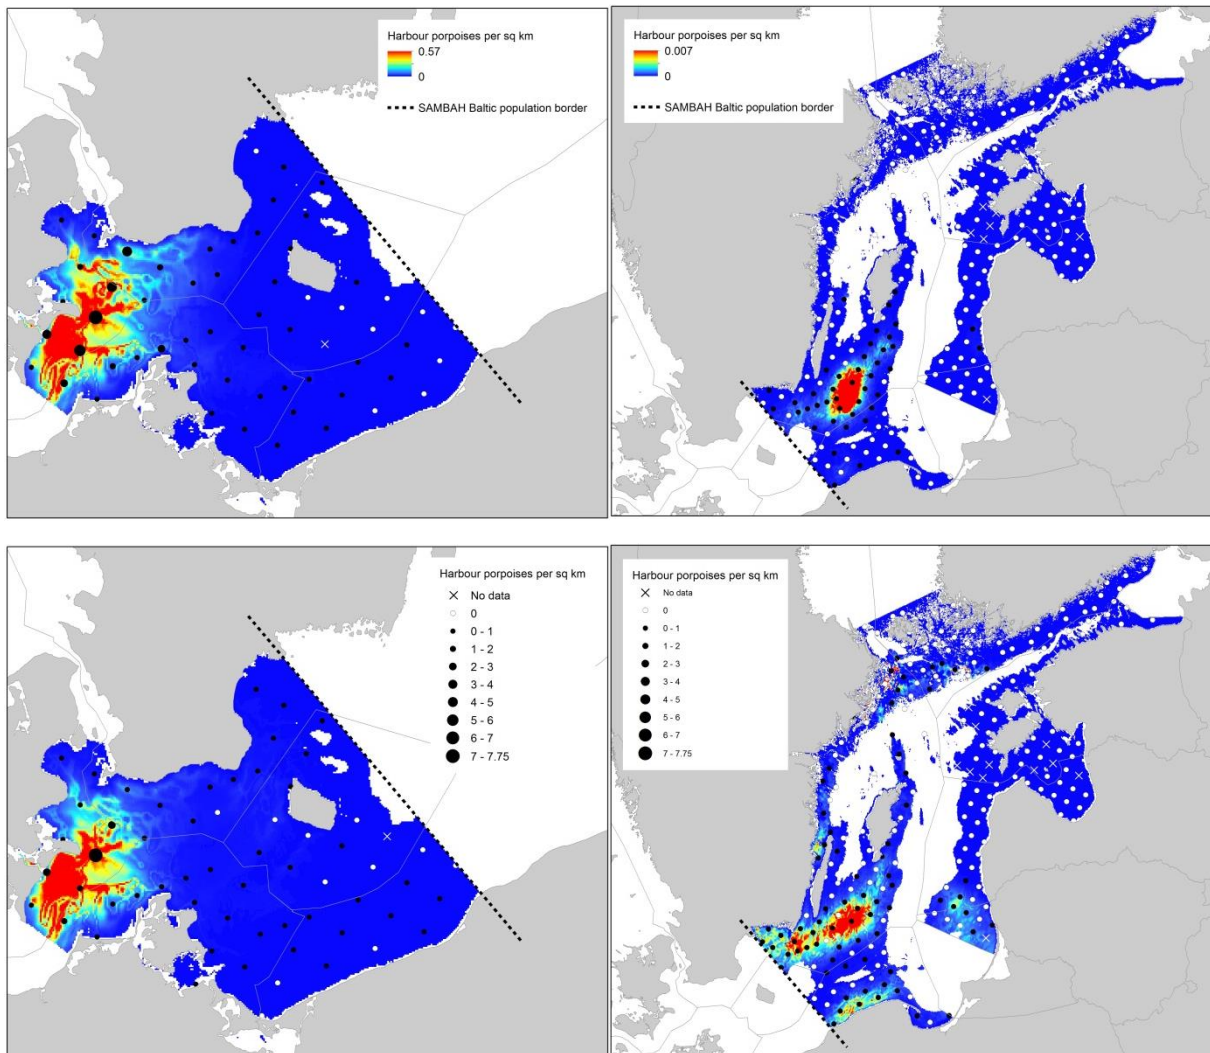 Harbour porpoises per sq km
0.57
0
SAMBAH Baltic population border
Harbour porpoises per sq km
0.007
0
SAMBAH Baltic population border
Harbour porpoises per sq km
No data
0
0 - 1
1 - 2
2 - 3
3 - 4
4 - 5
5 - 6
6 - 7
7 - 7.75
Harbour porpoises per sq km
No data
0
0 - 1
1 - 2
2 - 3
3 - 4
4 - 5
5 - 6
6 - 7
7 - 7.75